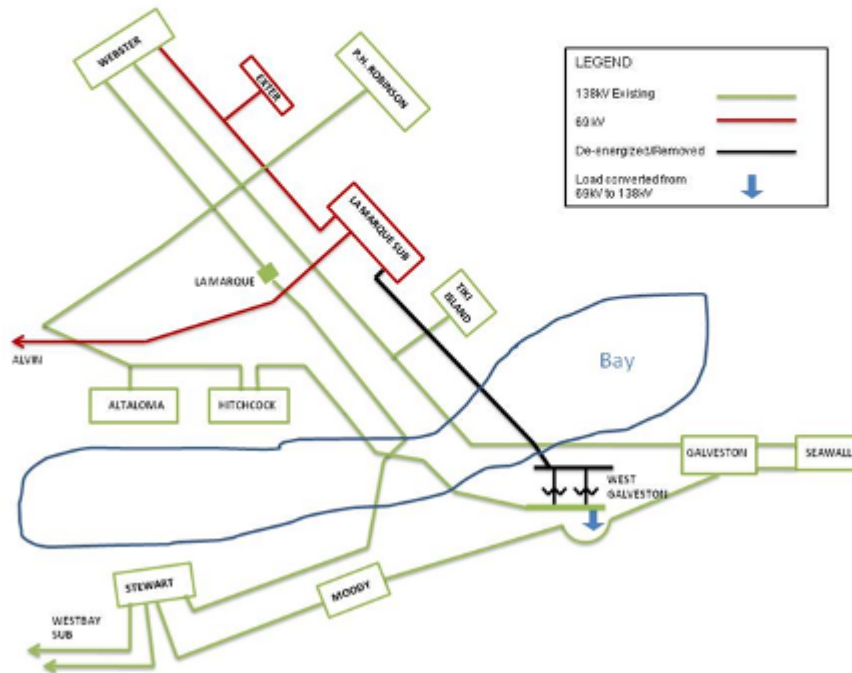 WEBSTER
EXTER
P.H. ROBINSON
LEGEND
138kV Existing
69 kV
De-energized/Removed
Load converted from
69kV to 138kV
LA MARQUE SUB
LA MARQUE
TIKI
ISLAND
Bay
ALVIN
ALTALOMA
HITCHCOCK
GALVESTON
SEAWALL
WEST
GALVESTON
STEWART
MOODY
WESTBAY
SUB